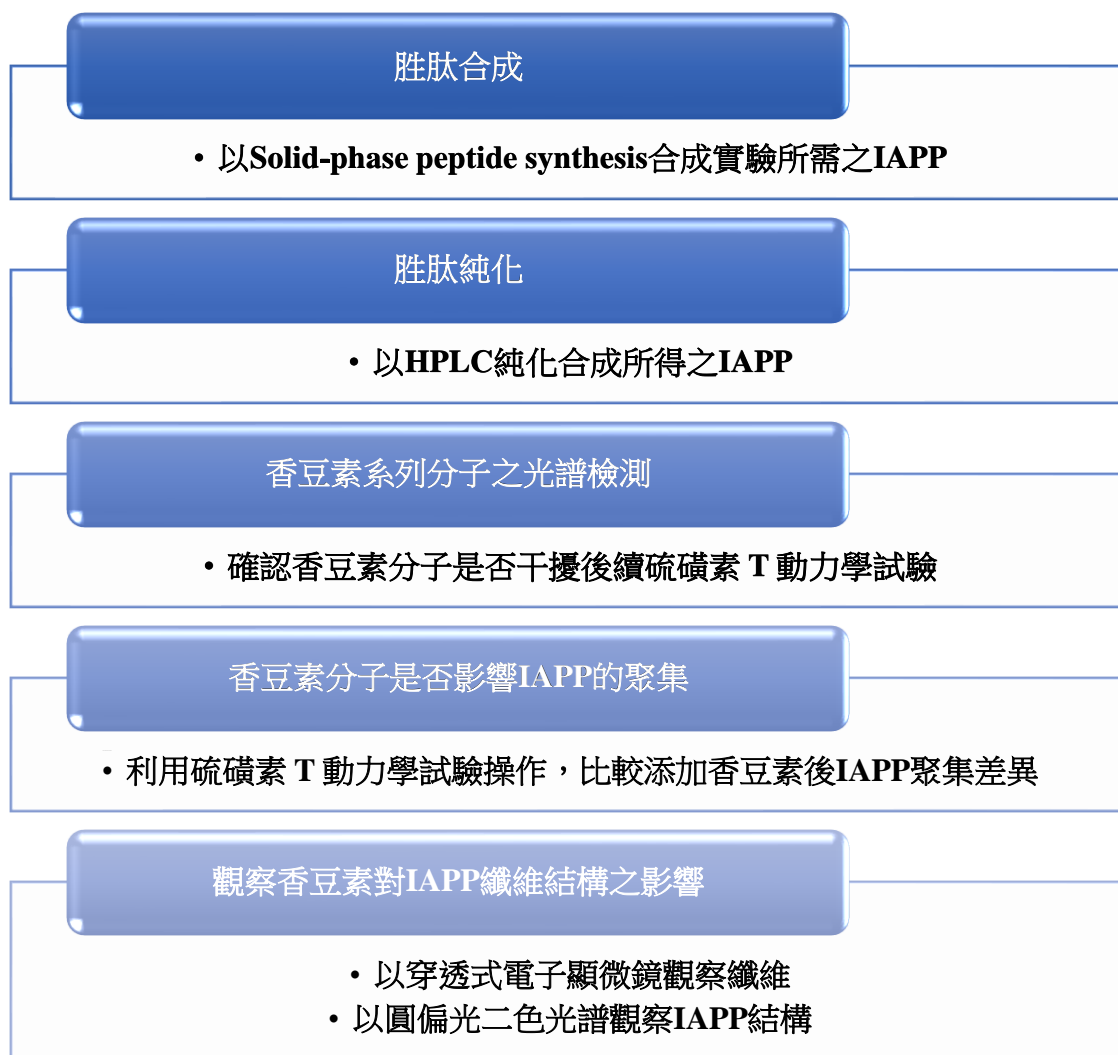 胜肽合成
• 以Solid-phase peptide synthesis合成實驗所需之IAPP
胜肽純化
• 以HPLC純化合成所得之IAPP
香豆素系列分子之光譜檢測
• 確認香豆素分子是否干擾後續硫磺素 T 動力學試驗
香豆素分子是否影響IAPP的聚集
• 利用硫磺素 T 動力學試驗操作，比較添加香豆素後IAPP聚集差異
觀察香豆素對IAPP纖維結構之影響
• 以穿透式電子顯微鏡觀察纖維
• 以圓偏光二色光譜觀察IAPP結構